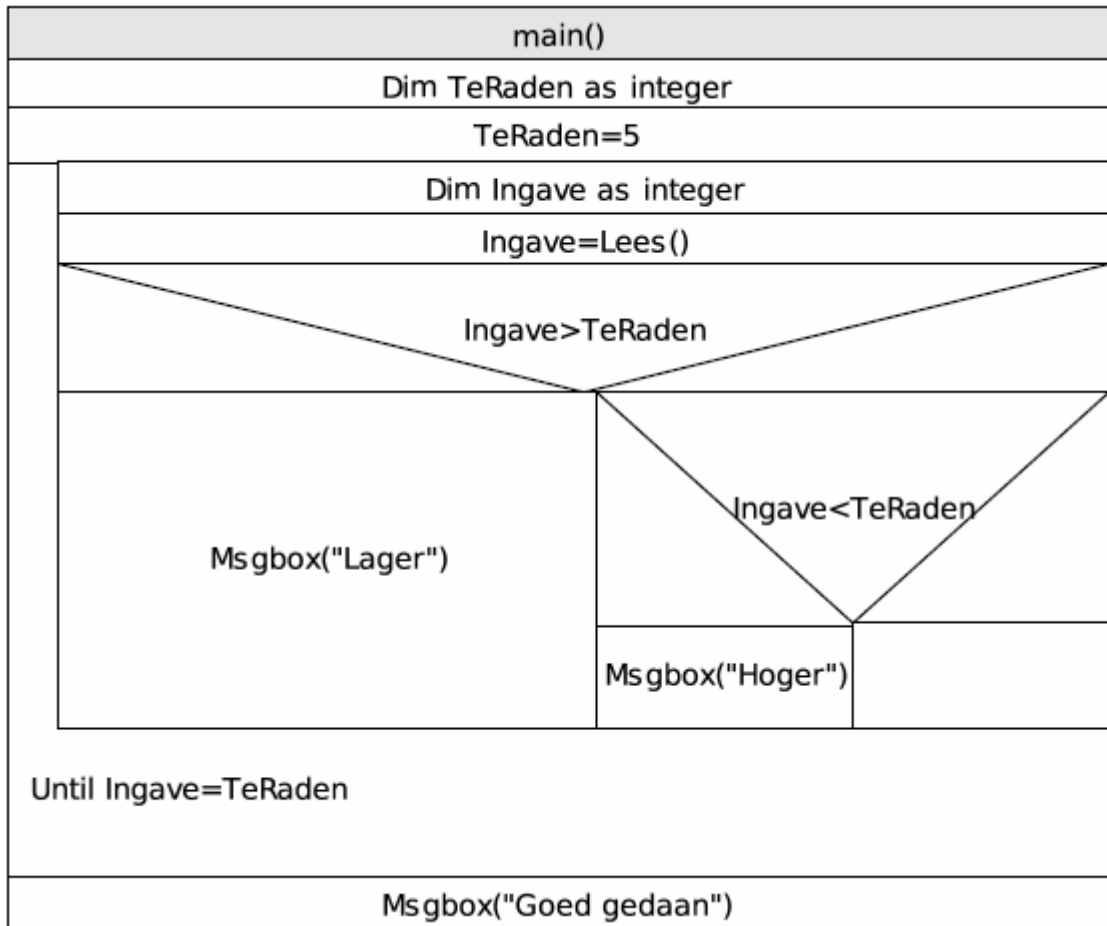 main()
Dim TeRaden as integer
TeRaden=5
Dim Ingave as integer
Ingave=Lees()
Ingave>TeRaden
Ingave<TeRaden
Msgbox("Lager")
Msgbox("Hoger")
Until Ingave=TeRaden
Msgbox("Goed gedaan")